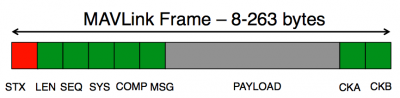 MAVLink Frame – 8-263 bytes
STX LEN SEQ SYS COMP MSG PAYLOAD CKA CKB